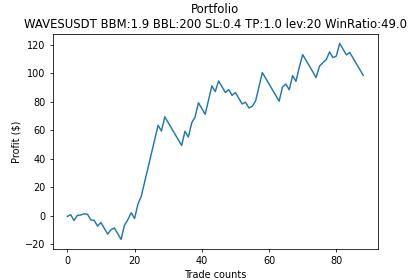 Portfolio
WAVESUSDT BBM:1.9 BBL:200 SL:0.4 TP:1.0 lev:20 WinRatio:49.0
120
100
80
60
40
20
0
−20
Profit ($)
0 20 40 60 80
Trade counts